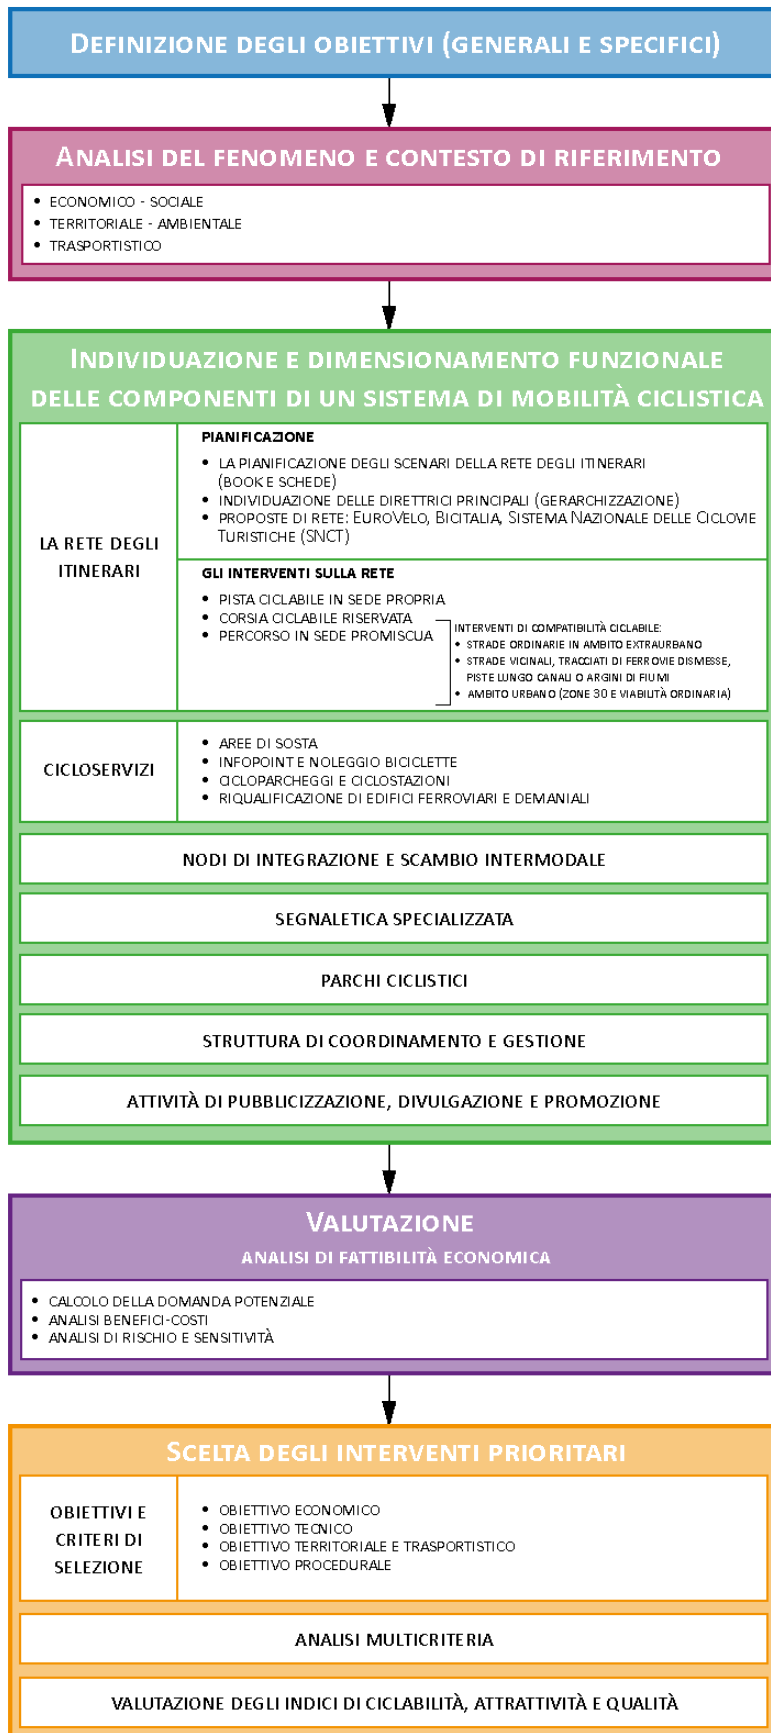 DEFINIZIONE DEGLI OBIETTIVI (GENERALI E SPECIFICI)
ANALISI DEL FENOMENO E CONTESTO DI RIFERIMENTO
• ECONOMICO - SOCIALE
• TERRITORIALE - AMBIENTALE
• TRASPORTISTICO
INDIVIDUAZIONE E DIMENSIONAMENTO FUNZIONALE
DELLE COMPONENTI DI UN SISTEMA DI MOBILITÀ CICLISTICA
LA RETE DEGLI
ITINERARI
PIANIFICAZIONE
• LA PIANIFICAZIONE DEGLI SCENARI DELLA RETE DEGLI ITINERARI
(BOOK E SCHEDE)
• INDIVIDUAZIONE DELLE DIRETTRICI PRINCIPALI (GERARCHIZZAZIONE)
• PROPOSTE DI RETE: EUROVELO, BICITALIA, SISTEMA NAZIONALE DELLE CICLOVIE
TURISTICHE (SNCT)
GLI INTERVENTI SULLA RETE
• PISTA CICLABILE IN SEDE PROPRIA
• CORSIA CICLABILE RISERVATA
• PERCORSO IN SEDE PROMISCUA
INTERVENTI DI COMPATIBILITÀ CICLABILE:
• STRADE ORDINARIE IN AMBITO EXTRAURBANO
• STRADE VICINALI, TRACCIATI DI FERROVIE DISMESSE,
PISTE LUNGO CANALI O ARGINI DI FIUMI
• AMBITO URBANO (ZONE 30 E VIABILITÀ ORDINARIA)
CICLOSERVIZI
• AREE DI SOSTA
• INFOPOINT E NOLEGGIO BICICLETTE
• CICLOPARCHEGGI E CICLOSTAZIONI
• RIQUALIFICAZIONE DI EDIFICI FERROVIARI E DEMANIALI
NODI DI INTEGRAZIONE E SCAMBIO INTERMODALE
SEGNALETICA SPECIALIZZATA
PARCHI CICLISTICI
STRUTTURA DI COORDINAMENTO E GESTIONE
ATTIVITÀ DI PUBBLICIZZAZIONE, DIVULGAZIONE E PROMOZIONE
VALUTAZIONE
ANALISI DI FATTIBILITÀ ECONOMICA
• CALCOLO DELLA DOMANDA POTENZIALE
• ANALISI BENEFICI-COSTI
• ANALISI DI RISCHIO E SENSITIVITÀ
SCELTA DEGLI INTERVENTI PRIORITARI
OBIETTIVI E
CRITERI DI
SELEZIONE
• OBIETTIVO ECONOMICO
• OBIETTIVO TECNICO
• OBIETTIVO TERRITORIALE E TRASPORTISTICO
• OBIETTIVO PROCEDURALE
ANALISI MULTICRITERIA
VALUTAZIONE DEGLI INDICI DI CICLABILITÀ, ATTRATTIVITÀ E QUALITÀ